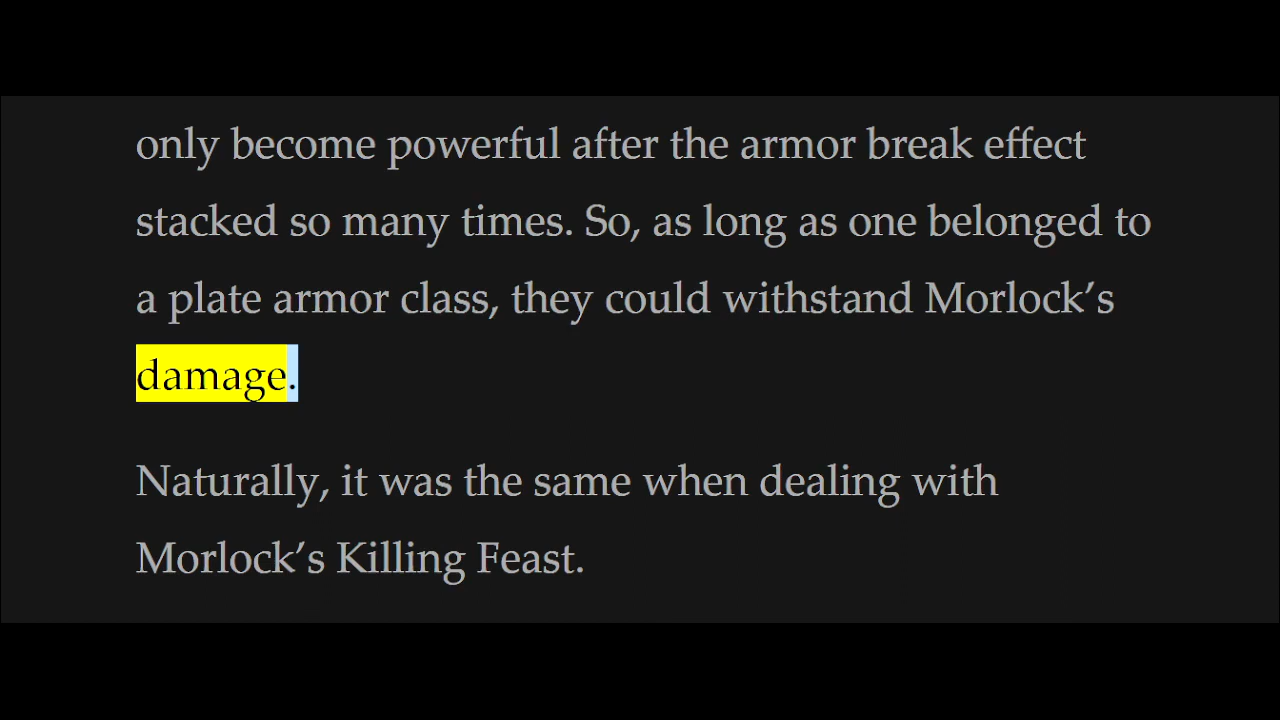 only become powerful after the armor break effect
stacked so many times. So, as long as one belonged to
a plate armor class, they could withstand Morlock’s
damage.
Naturally, it was the same when dealing with
Morlock’s Killing Feast.